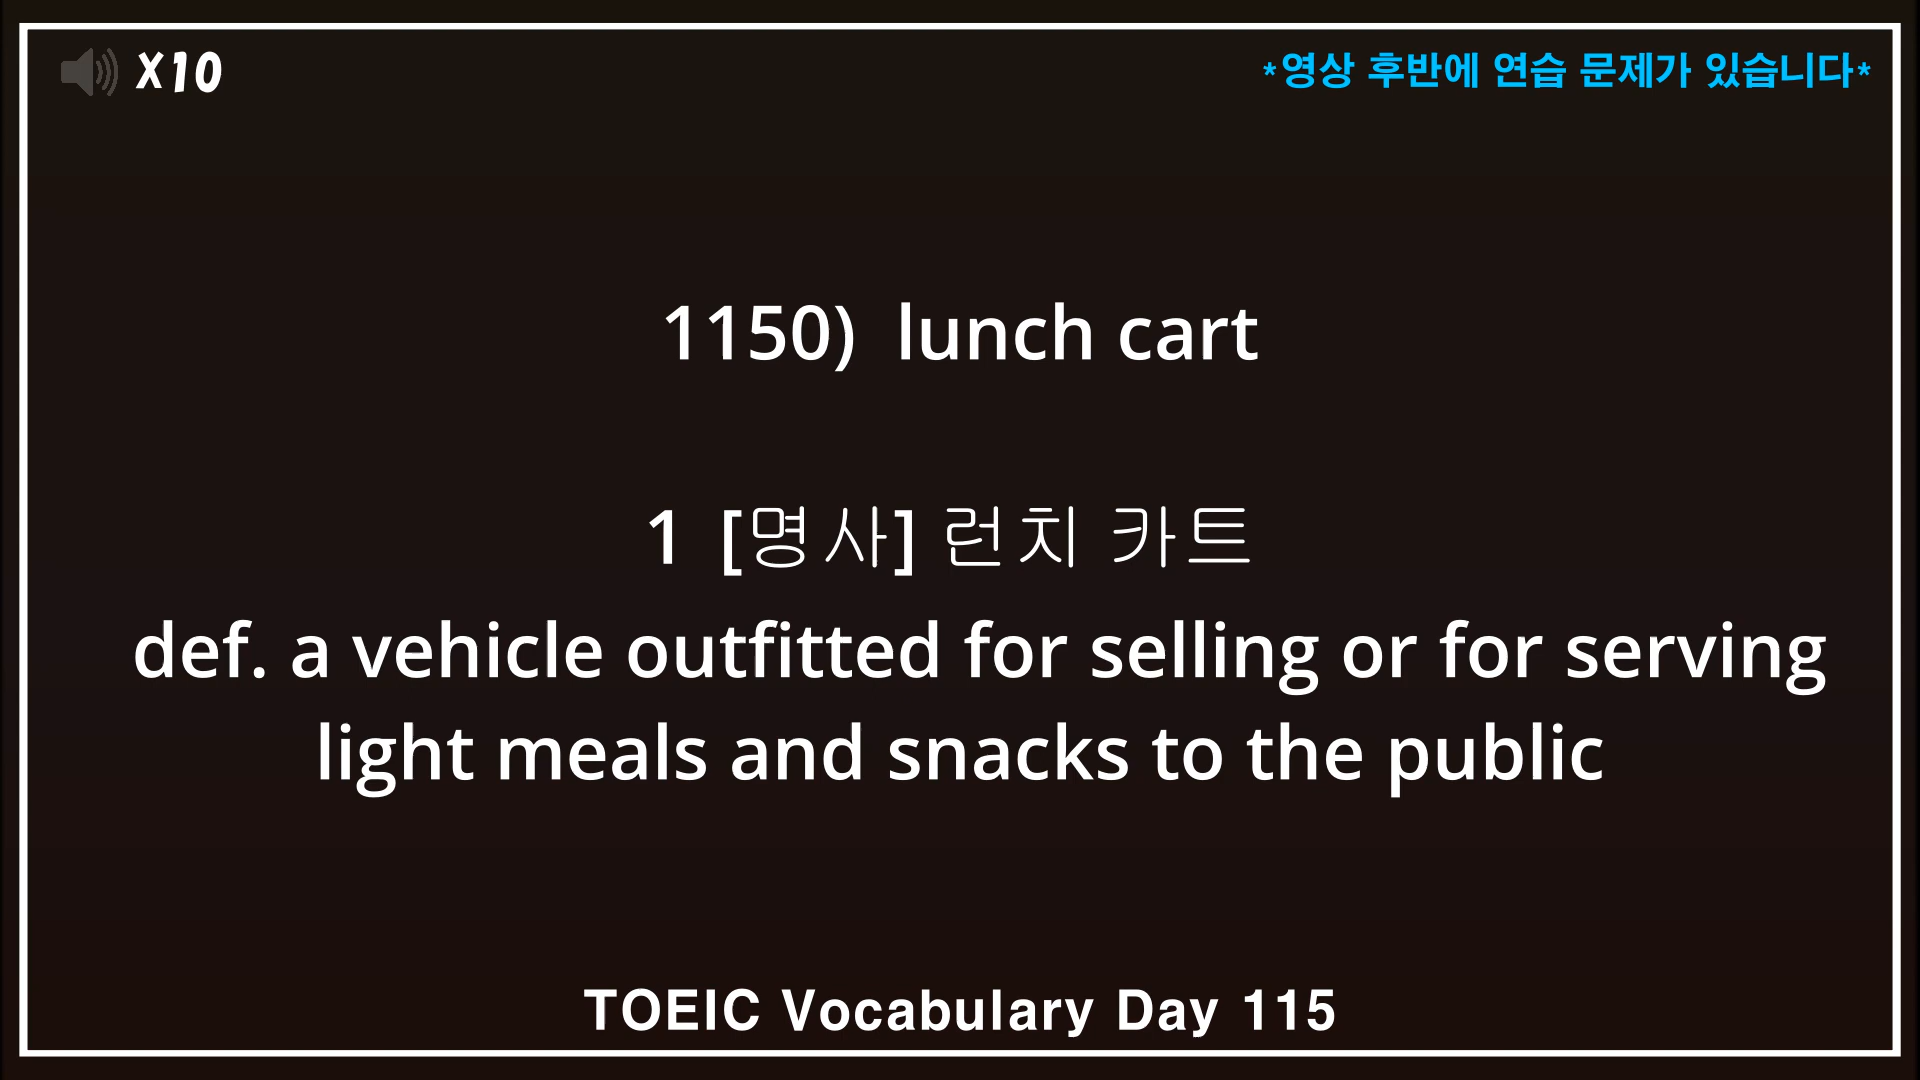 X10
*영상 후반에 연습 문제가 있습니다*
1150) lunch cart
1 [명사] 런치 카트
def. a vehicle outfitted for selling or for serving
light meals and snacks to the public
TOEIC Vocabulary Day 115